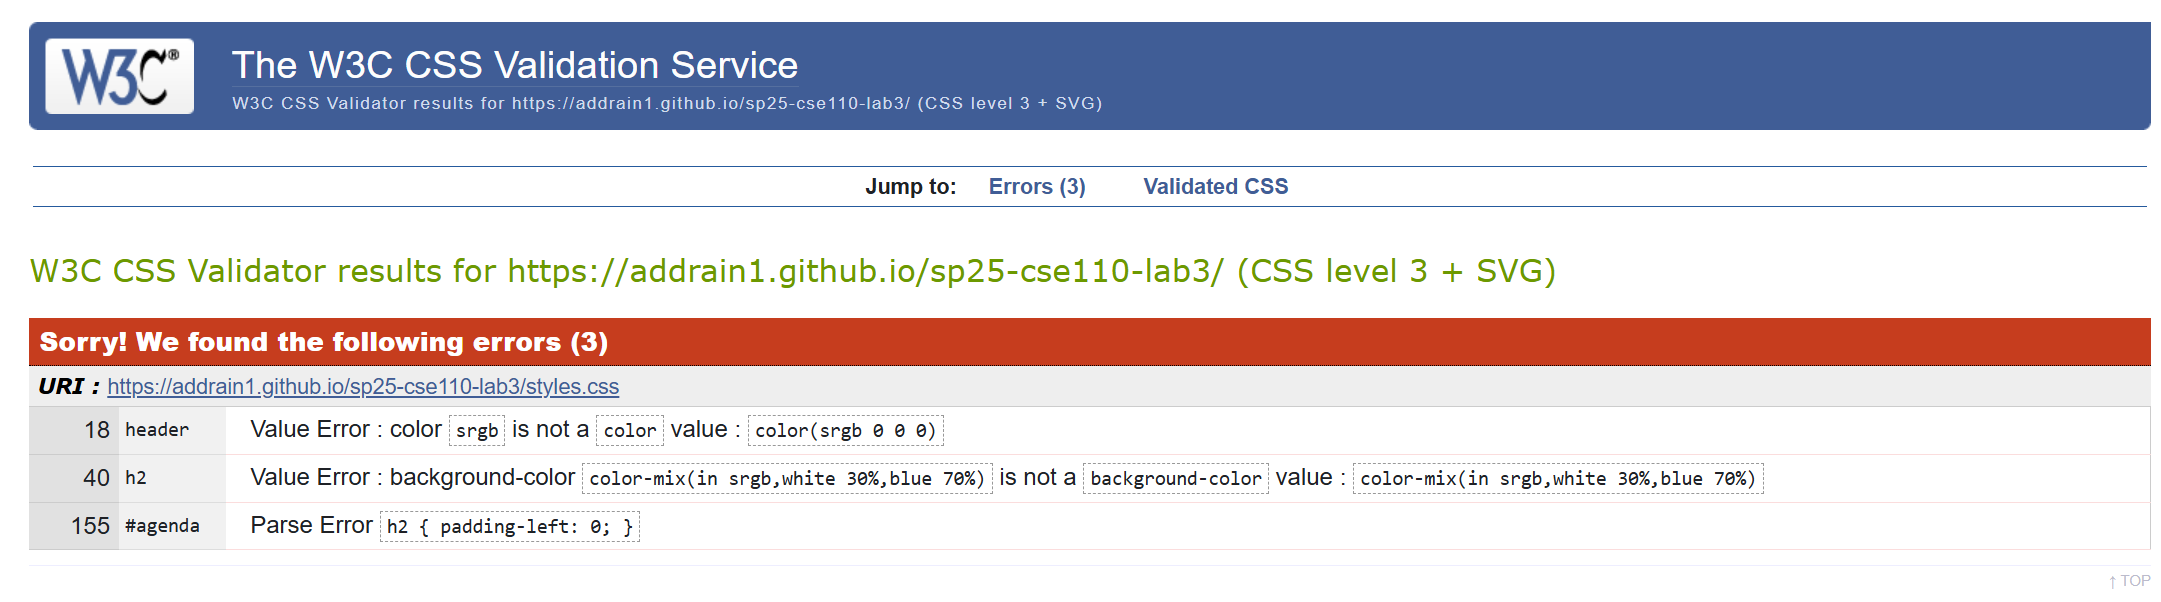 W3C®
The W3C CSS Validation Service
W3C CSS Validator results for https://addrain1.github.io/sp25-cse110-lab3/ (CSS level 3 + SVG)
Jump to: Errors (3) Validated CSS
W3C CSS Validator results for https://addrain1.github.io/sp25-cse110-lab3/ (CSS level 3 + SVG)
Sorry! We found the following errors (3)
URI : https://addrain1.github.io/sp25-cse110-lab3/styles.css
18 header Value Error : color srgb is not a color value : color(srgb 0 0 0)
40 h2 Value Error : background-color color-mix(in srgb,white 30%,blue 70%) is not a background-color value : color-mix(in srgb,white 30%,blue 70%)
155 #agenda Parse Error h2 { padding-left: 0; }
↑ TOP